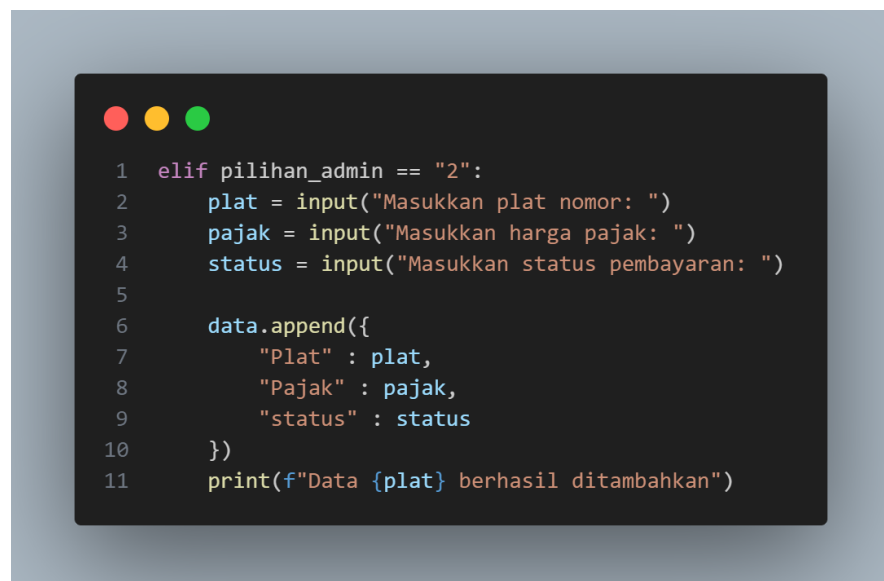 1 elif pilihan_admin == "2":
2     plat = input("Masukkan plat nomor: ")
3     pajak = input("Masukkan harga pajak: ")
4     status = input("Masukkan status pembayaran: ")
5
6     data.append({
7         "Plat" : plat,
8         "Pajak" : pajak,
9         "status" : status
10     })
11     print(f"Data {plat} berhasil ditambahkan")